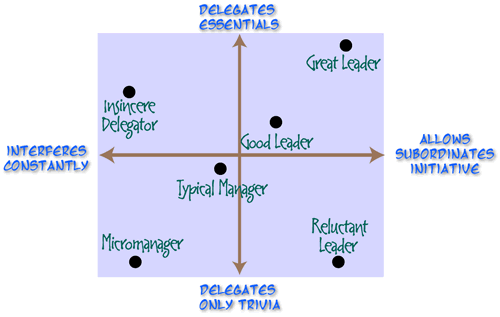 DELEGATES
ESSENTIALS
Great Leader
Insincere
Delegator
Good Leader
INTERFERES
CONSTANTLY
ALLOWS
SUBORDINATES
INITIATIVE
Typical Manager
Micromanager
Reluctant
Leader
DELEGATES
ONLY TRIVIA